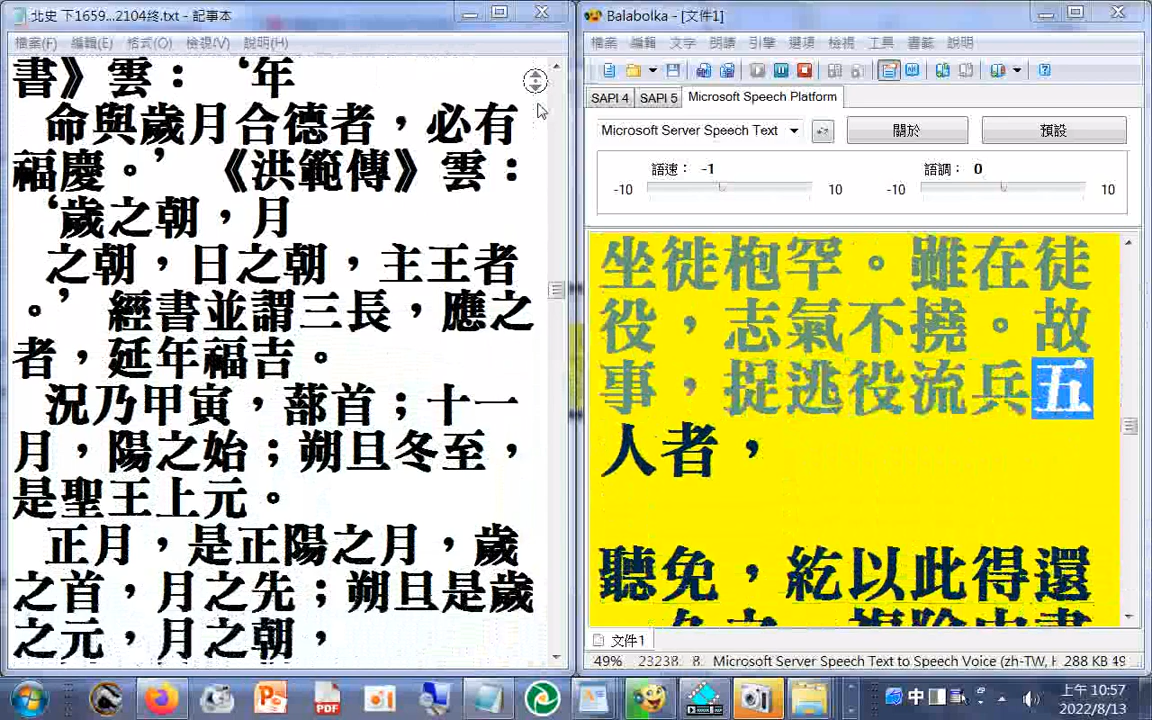 北史 下1659...2104終.txt - 記事本
檔案(F) 編輯(E) 格式(O) 檢視(V) 說明(H)
書》雲：‘年
命與歲月合德者，必有
福慶。’ 《洪範傳》雲：
‘歲之朝，月
之朝，日之朝，主王者
。’ 經書並謂三長，應之
者，延年福吉。
況乃甲寅，蔀首；十一
月，陽之始；朔旦冬至，
是聖王上元。
正月，是正陽之月，歲
之首，月之先；朔旦是歲
之元，月之朝，
Balabolka - [文件1]
檔案 編輯 文字 朗讀 引擎 選項 檢視 工具 書籤 說明
SAPI 4 SAPI 5 Microsoft Speech Platform
Microsoft Server Speech Text 關於 預設
語速： -1 語調： 0
-10 10 -10 10
坐徙枹罕。雖在徒
役，志氣不撓。故
事，捉逃役流兵五
人者，
聽免，紇以此得還
文件1
49% 23238: 8. Microsoft Server Speech Text to Speech Voice (zh-TW, H 288 KB 49
中 上午 10:57
2022/8/13